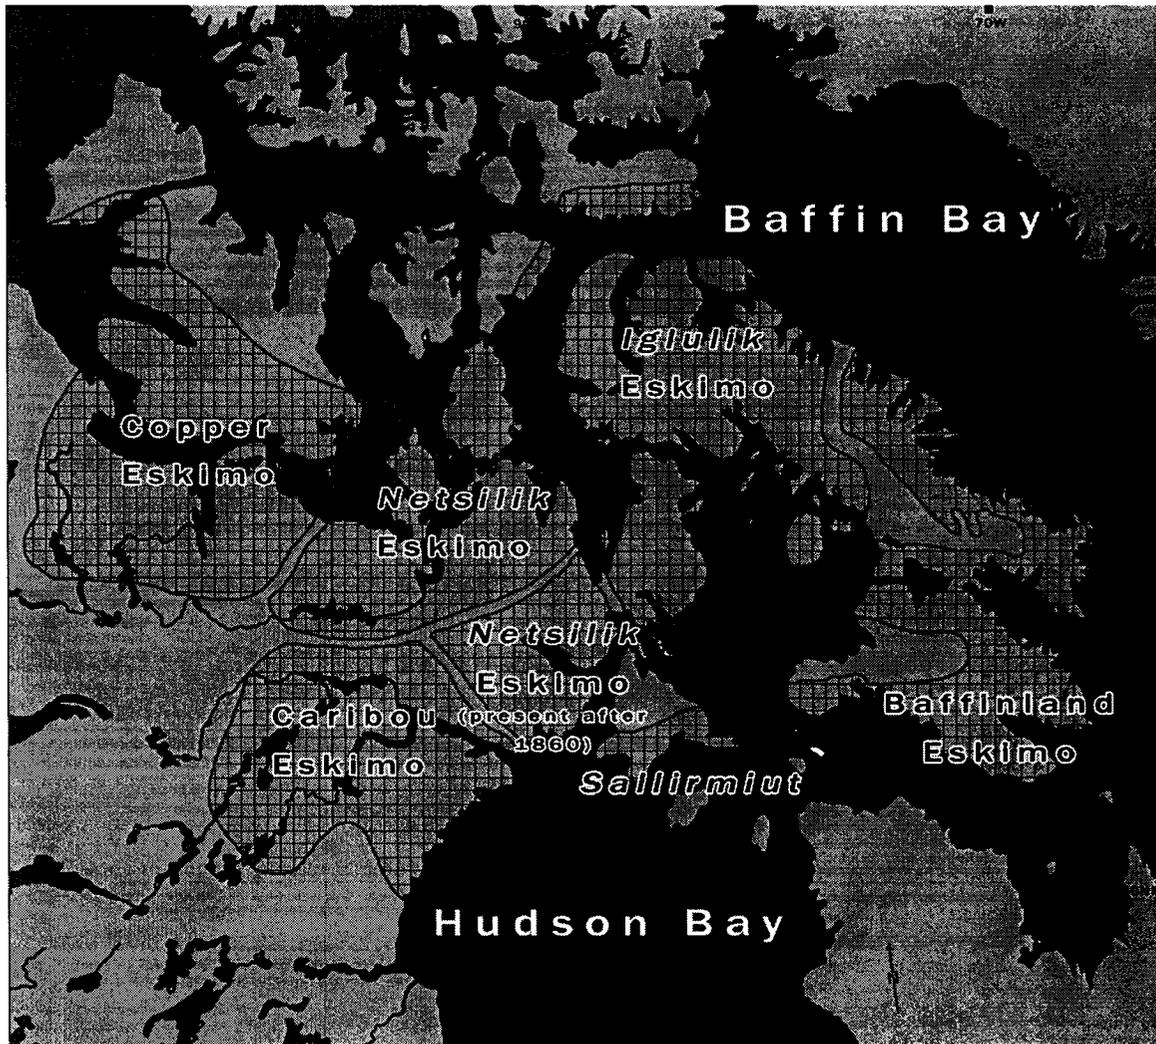 70W
Baffin Bay
Iglulik
Eskimo
Copper
Eskimo
Netsilik
Eskimo
Netsilik
Eskimo
(present after
1860)
Caribou
Eskimo
Baffinland
Eskimo
Sallirmiut
Hudson Bay